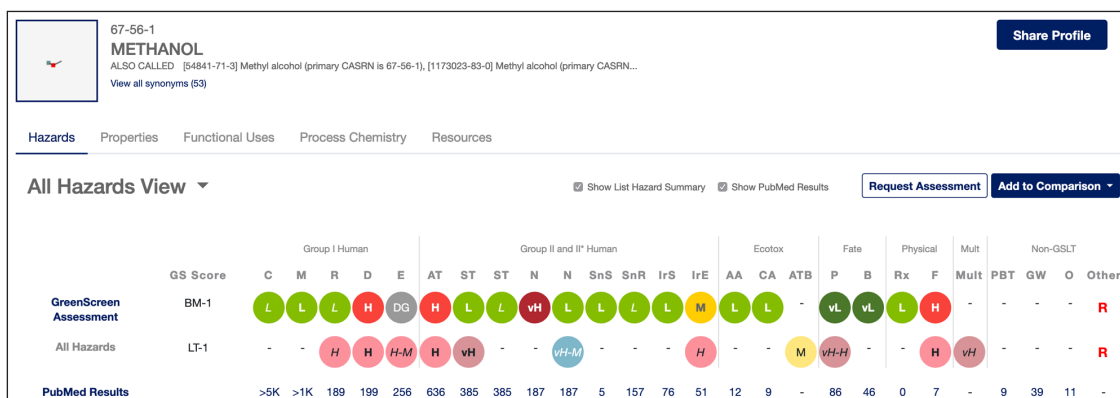 67-56-1
METHANOL
ALSO CALLED [54841-71-3] Methyl alcohol (primary CASRN is 67-56-1), [1173023-83-0] Methyl alcohol (primary CASRN...
View all synonyms (53)
Share Profile
Hazards Properties Functional Uses Process Chemistry Resources
All Hazards View
Show List Hazard Summary Show PubMed Results Request Assessment Add to Comparison
Group I Human Group II and II* Human Ecotox Fate Physical Mult Non-GSLT
GS Score C M R D E AT ST ST N N SnS SnR IrS IrE AA CA ATB P B Rx F Mult PBT GW O Other
GreenScreen Assessment BM-1 L L L H DG H L L vH L L L L M L L - vL vL L H - - - - R
All Hazards LT-1 - - H H H-M H vH - - vH-M - - - H - - M vH-H - - H vH - - - R
PubMed Results >5K >1K 189 199 256 636 385 385 187 187 5 157 76 51 12 9 - 86 46 0 7 - 9 39 11 -